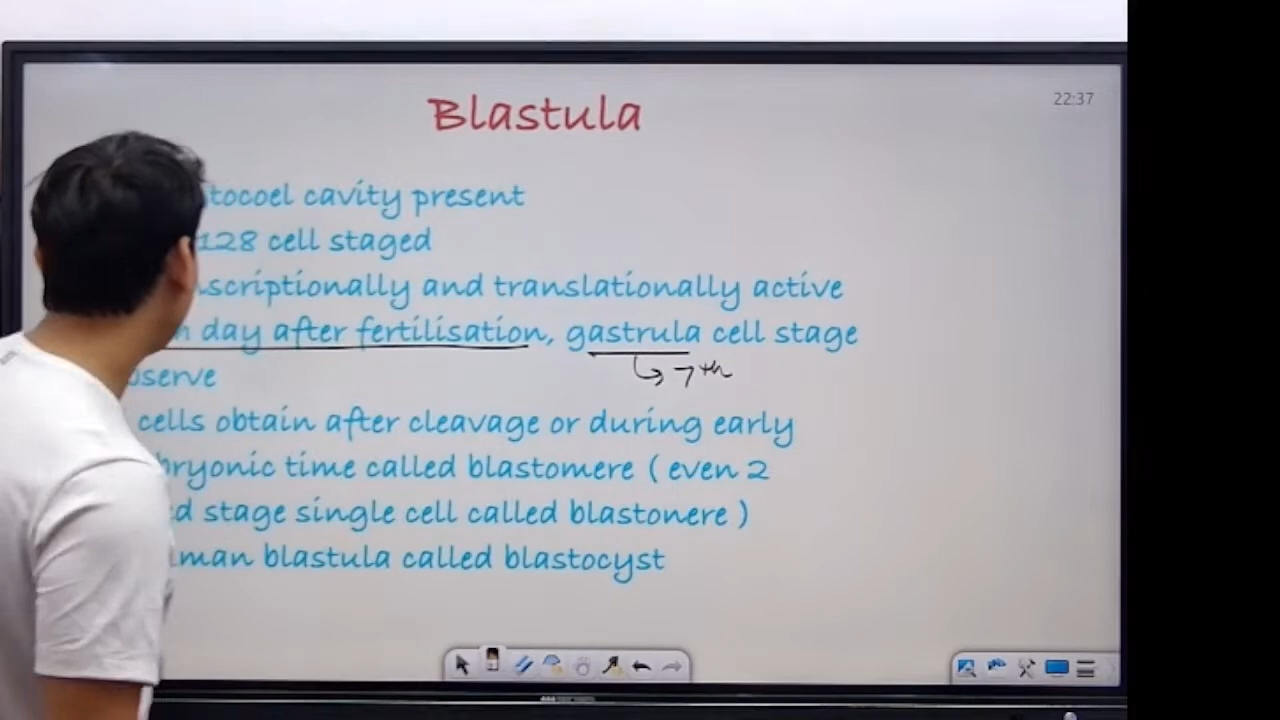 Blastula
22:37
tocoel cavity present
128 cell staged
scriptionally and translationally active
day after fertilisation, gastrula cell stage
7th
serve
cells obtain after cleavage or during early
bryonic time called blastomere ( even 2
d stage single cell called blastonere )
man blastula called blastocyst